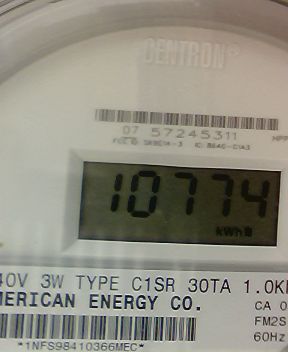 CENTRON®
07 57245311
10774
kWh
40V 3W TYPE C1SR 30TA 1.0K
MERICAN ENERGY CO.
CA 0
FM2S
60Hz
*1NFS98410366MEC*